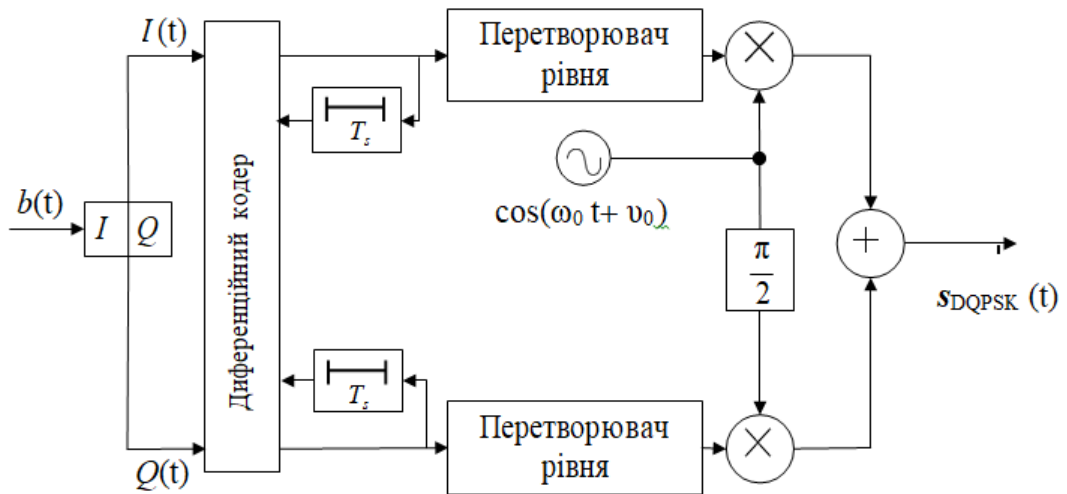 I(t)
Перетворювач
рівня
T_s
b(t)
I Q
Диференційний кодер
cos(ω₀ t+ υ₀)
π
2
s_DQPSK (t)
T_s
Перетворювач
рівня
Q(t)